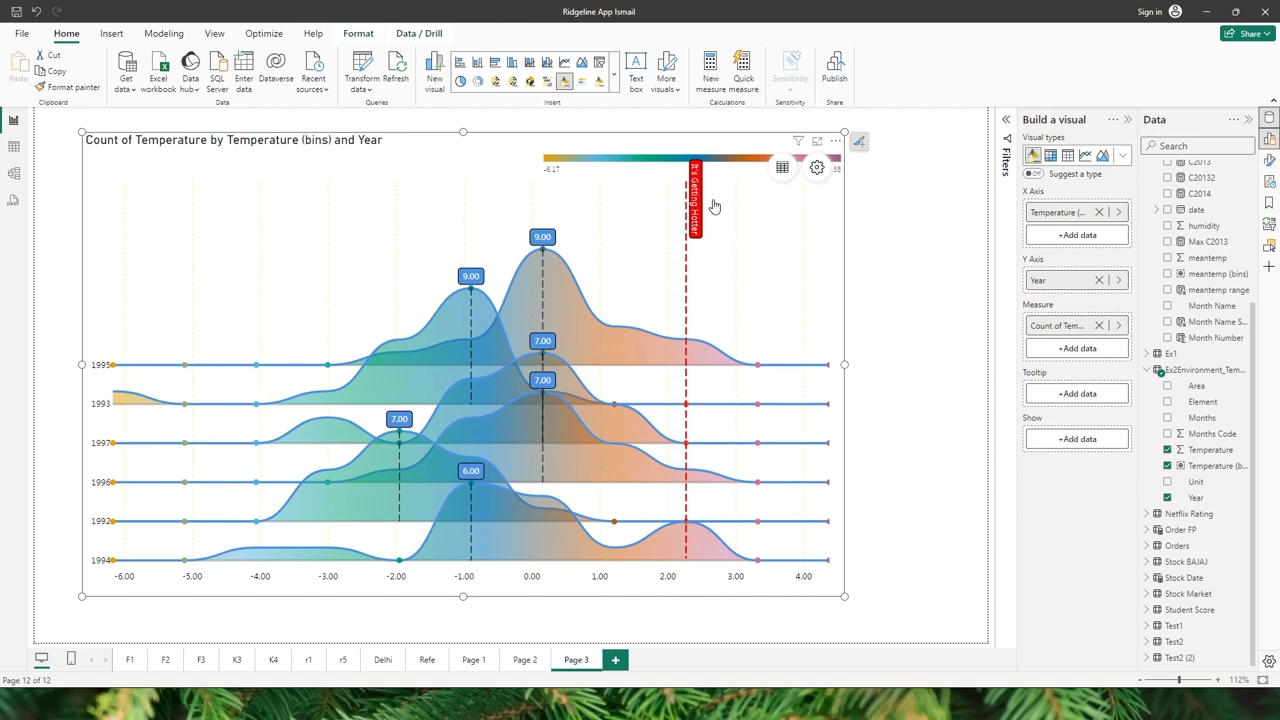 Ridgeline App Ismail
Sign in
File Home Insert Modeling View Optimize Help Format Table / Drill
Share
Paste
Cut
Copy
Format painter
Clipboard
Get data
Excel workbook
Data hub
SQL Server
Enter data
Dataverse
Recent sources
Data
Transform data
Refresh
Queries
New visual
Text box
More visuals
Insert
New measure
Quick measure
Calculations
Sensitivity
Sensitivity
Publish
Share
Count of Temperature by Temperature (bins) and Year
-6.17
It's Getting Hotter
9.00
9.00
7.00
7.00
7.00
6.00
1995
1993
1997
1996
1992
1994
-6.00 -5.00 -4.00 -3.00 -2.00 -1.00 0.00 1.00 2.00 3.00 4.00
Filters
Build a visual
Visual types
Off
Suggest a type
X Axis
Temperature (...
+Add data
Y Axis
Year
+Add data
Measure
Count of Tem...
+Add data
Tooltip
+Add data
Show
+Add data
Data
Search
C2013
C20132
C2014
date
humidity
Max C2013
meantemp
meantemp (bins)
meantemp range
Month Name
Month Name S...
Month Number
Ex1
Ex2Environment_Tem...
Area
Element
Months
Months Code
Temperature
Temperature (b...
Unit
Year
Netflix Rating
Order FP
Orders
Stock BAJAJ
Stock Date
Stock Market
Student Score
Test1
Test2
Test2 (2)
F1 F2 F3 K3 K4 r1 r5 Delhi Refe Page 1 Page 2 Page 3
Page 12 of 12
112%